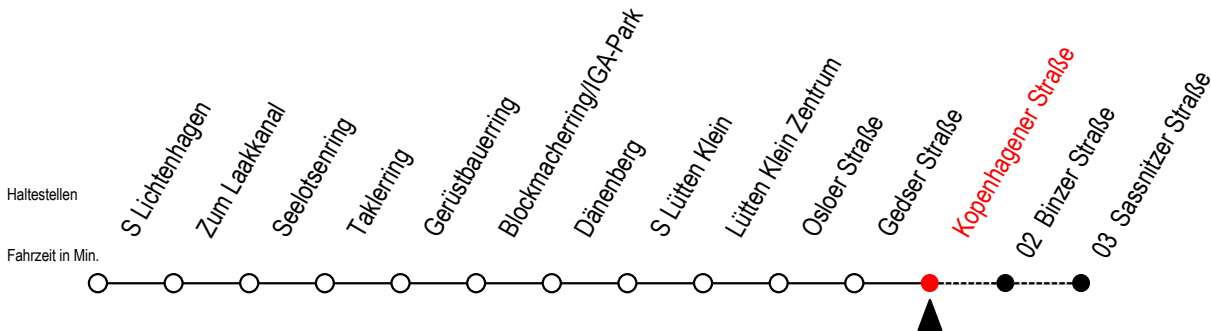 Haltestellen
S Lichtenhagen
Zum Laakkanal
Seelotsenring
Taklerring
Gerüstbauerring
Blockmacherring/IGA-Park
Dänenberg
S Lütten Klein
Lütten Klein Zentrum
Osloer Straße
Gedser Straße
Kopenhagener Straße
02 Binzer Straße
03 Sassnitzer Straße
Fahrzeit in Min.